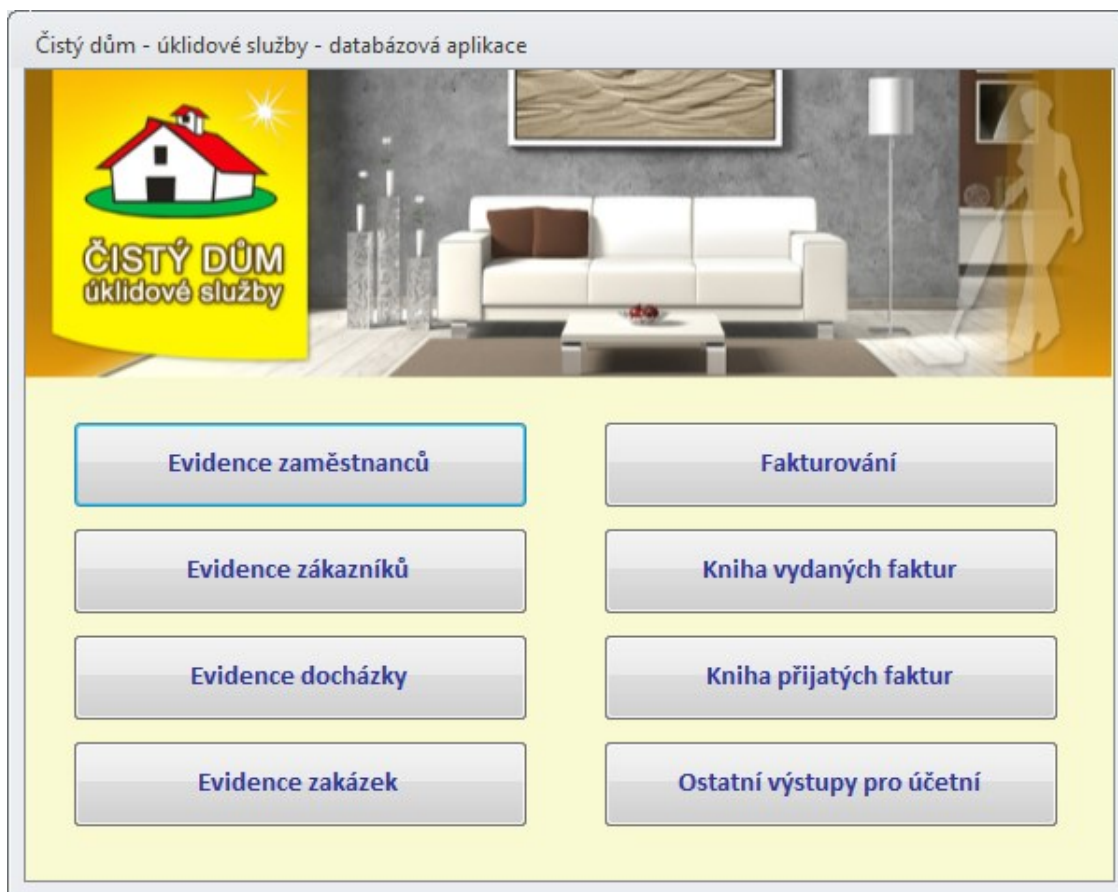 Čistý dům - úklidové služby - databázová aplikace
ČISTÝ DŮM
úklidové služby
Evidence zaměstnanců
Fakturování
Evidence zákazníků
Kniha vydaných faktur
Evidence docházky
Kniha přijatých faktur
Evidence zakázek
Ostatní výstupy pro účetní